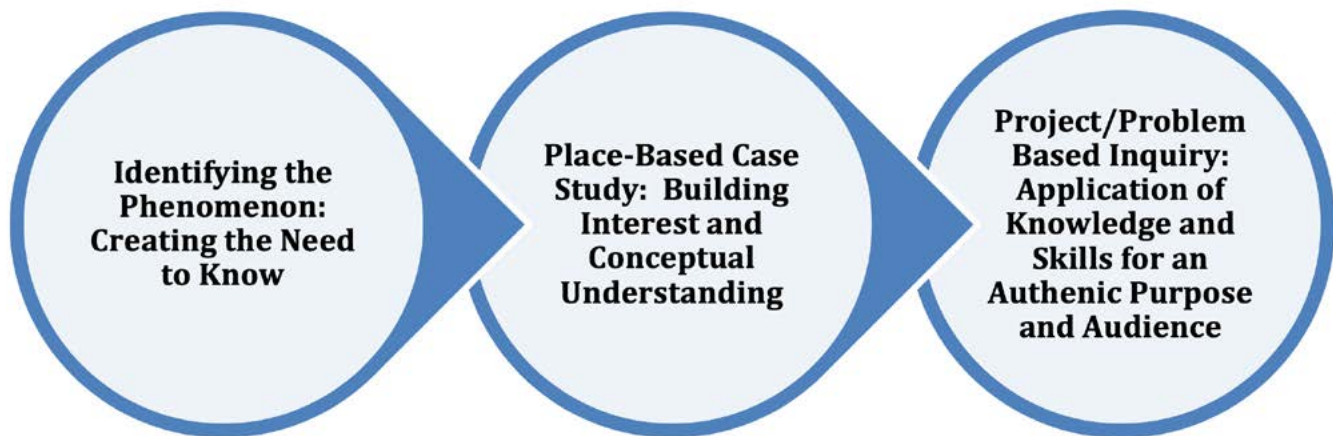 Identifying the
Phenomenon:
Creating the Need
to Know
Place-Based Case
Study:  Building
Interest and
Conceptual
Understanding
Project/Problem
Based Inquiry:
Application of
Knowledge and
Skills for an
Authenic Purpose
and Audience